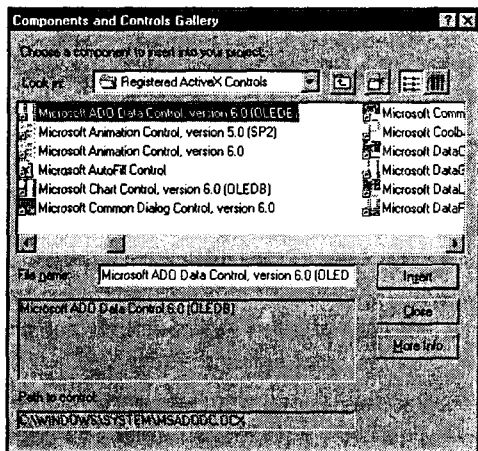 Components and Controls Gallery
Choose a component to insert into your project:
Look in: Registered ActiveX Controls
Microsoft ADO Data Control, version 6.0 (OLEDB
Microsoft Animation Control, version 5.0 (SP2)
Microsoft Animation Control, version 6.0
Microsoft AutoFill Control
Microsoft Chart Control, version 6.0 (OLEDB)
Microsoft Common Dialog Control, version 6.0
Microsoft Comm
Microsoft Coolb
Microsoft DataC
Microsoft DataG
Microsoft DataL
Microsoft DataF
File name: Microsoft ADO Data Control, version 6.0 (OLED
Insert
Microsoft ADO Data Control 6.0 (OLEDB)
Close
More Info
Path to control:
C:\WINDOWS\SYSTEM\MSADODC.OCX